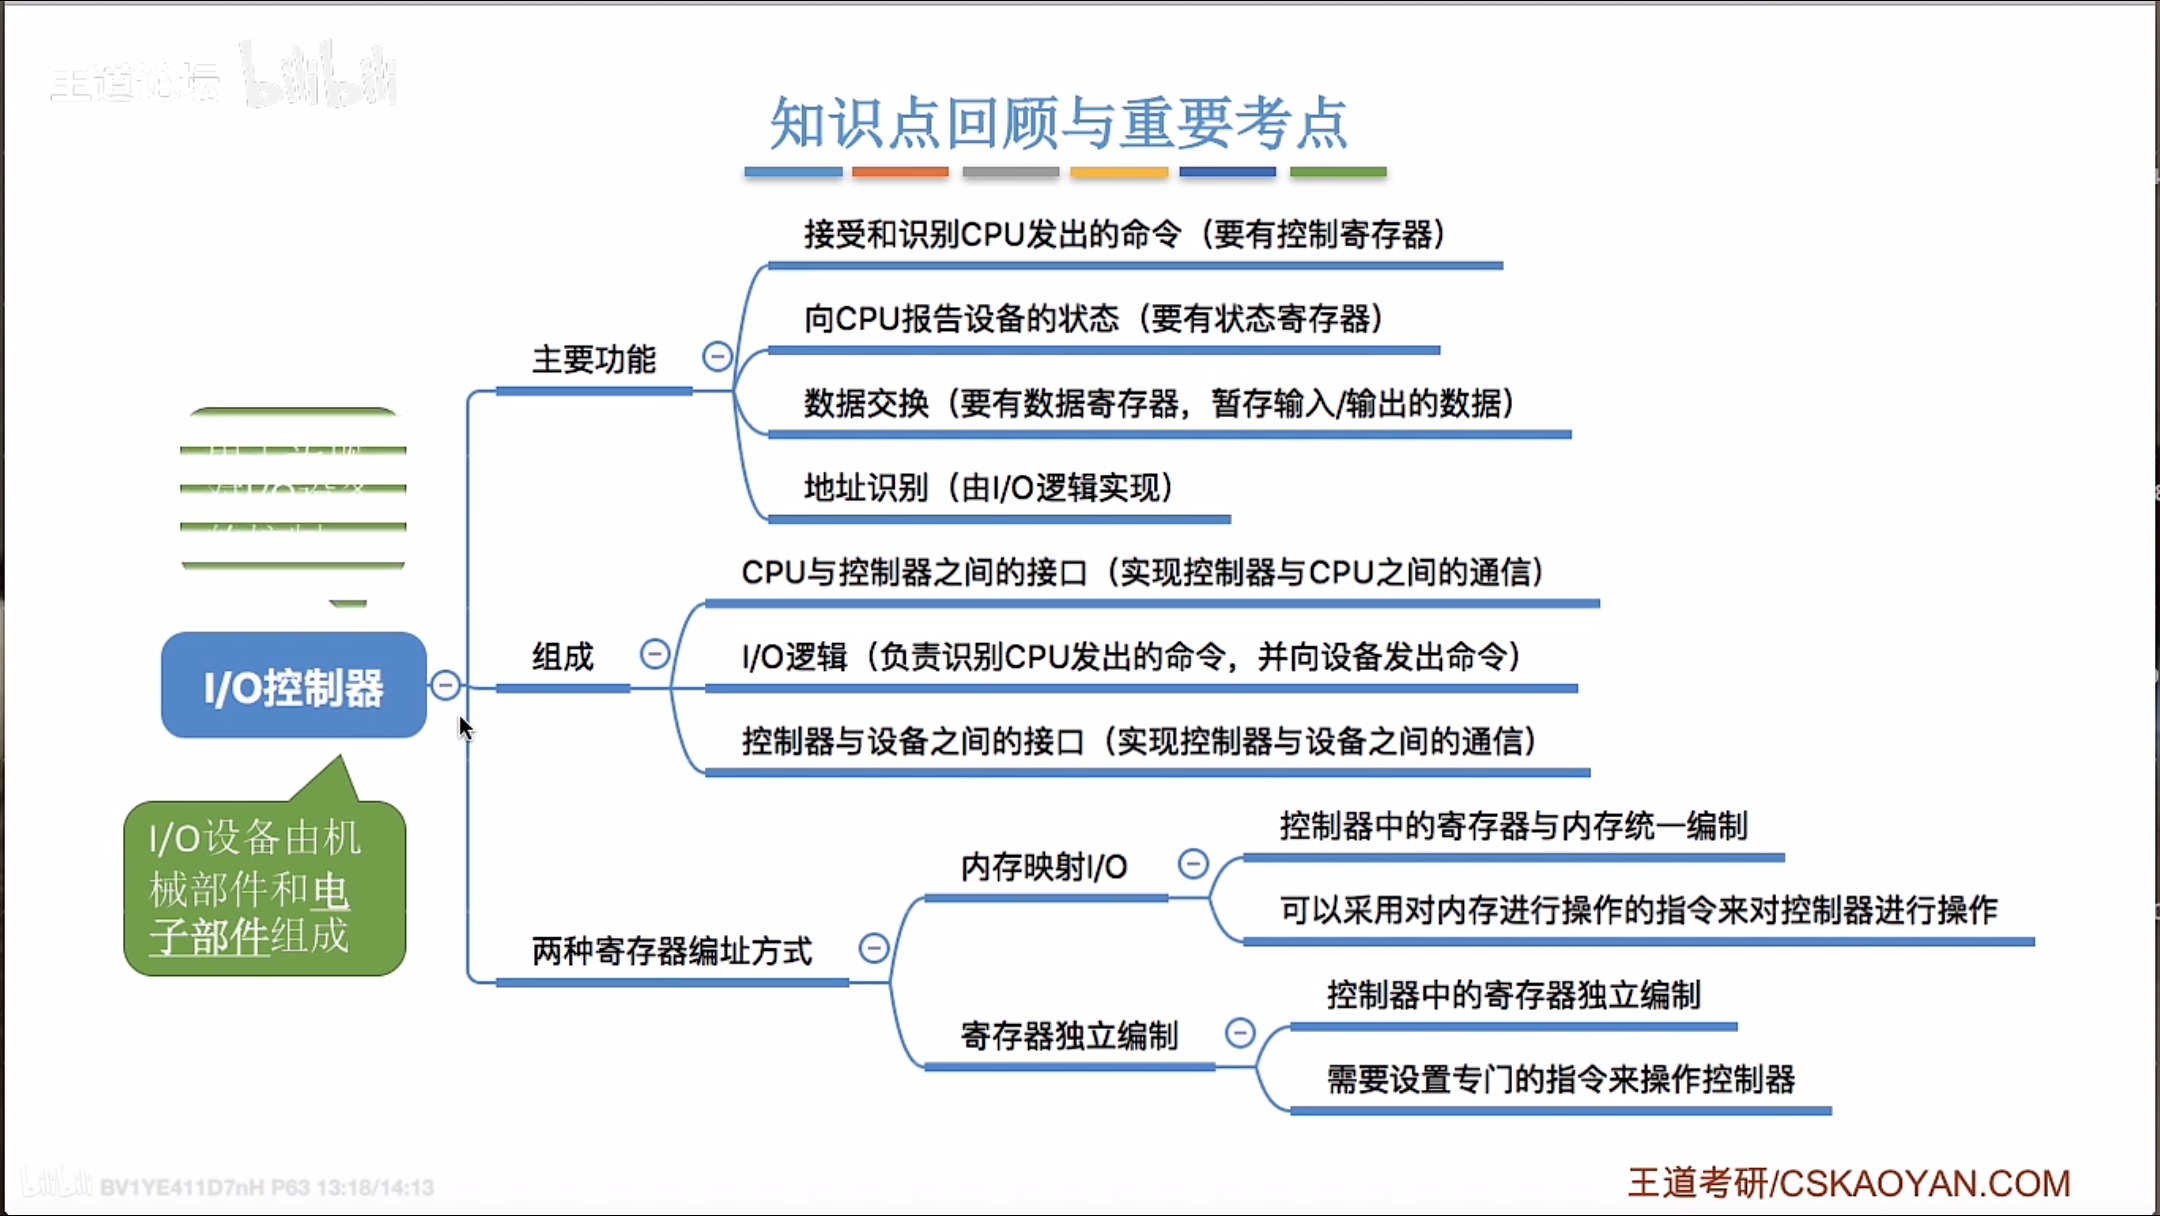 王道论坛 bilibili
知识点回顾与重要考点
接受和识别CPU发出的命令（要有控制寄存器）
向CPU报告设备的状态（要有状态寄存器）
主要功能
数据交换（要有数据寄存器，暂存输入/输出的数据）
地址识别（由I/O逻辑实现）
CPU与控制器之间的接口（实现控制器与CPU之间的通信）
组成
I/O逻辑（负责识别CPU发出的命令，并向设备发出命令）
I/O控制器
控制器与设备之间的接口（实现控制器与设备之间的通信）
I/O设备由机
械部件和电
子部件组成
控制器中的寄存器与内存统一编制
内存映射I/O
可以采用对内存进行操作的指令来对控制器进行操作
两种寄存器编址方式
控制器中的寄存器独立编制
寄存器独立编制
需要设置专门的指令来操作控制器
bilibili BV1YE411D7nH P63 13:18/14:13
王道考研/CSKAOYAN.COM